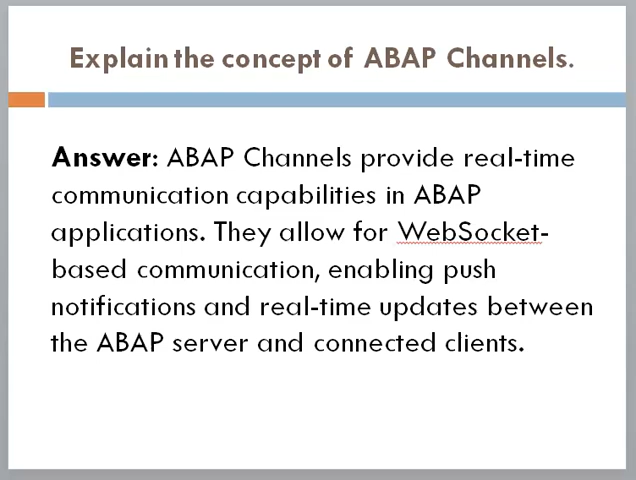 Explain the concept of ABAP Channels.
Answer: ABAP Channels provide real-time
communication capabilities in ABAP
applications. They allow for WebSocket-
based communication, enabling push
notifications and real-time updates between
the ABAP server and connected clients.